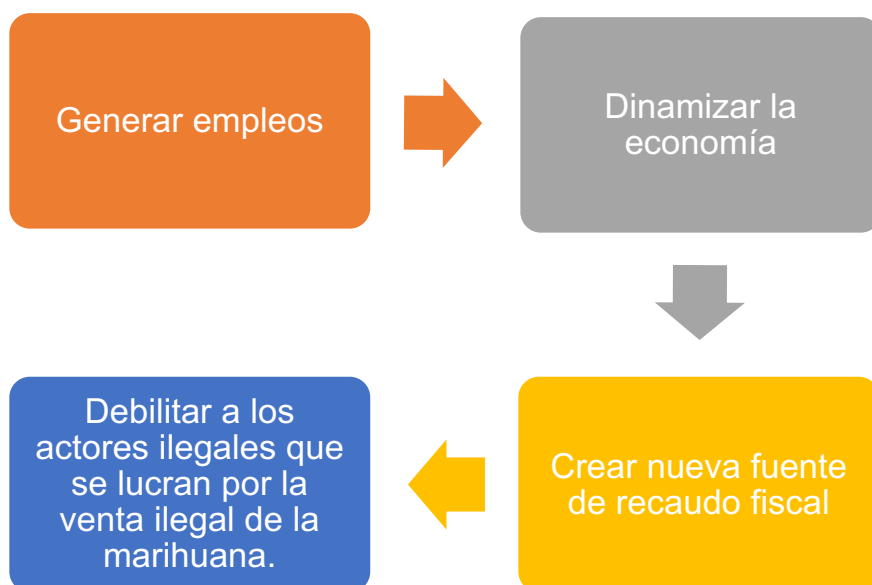 Generar empleos
Dinamizar la
economía
Crear nueva fuente
de recaudo fiscal
Debilitar a los
actores ilegales que
se lucran por la
venta ilegal de la
marihuana.